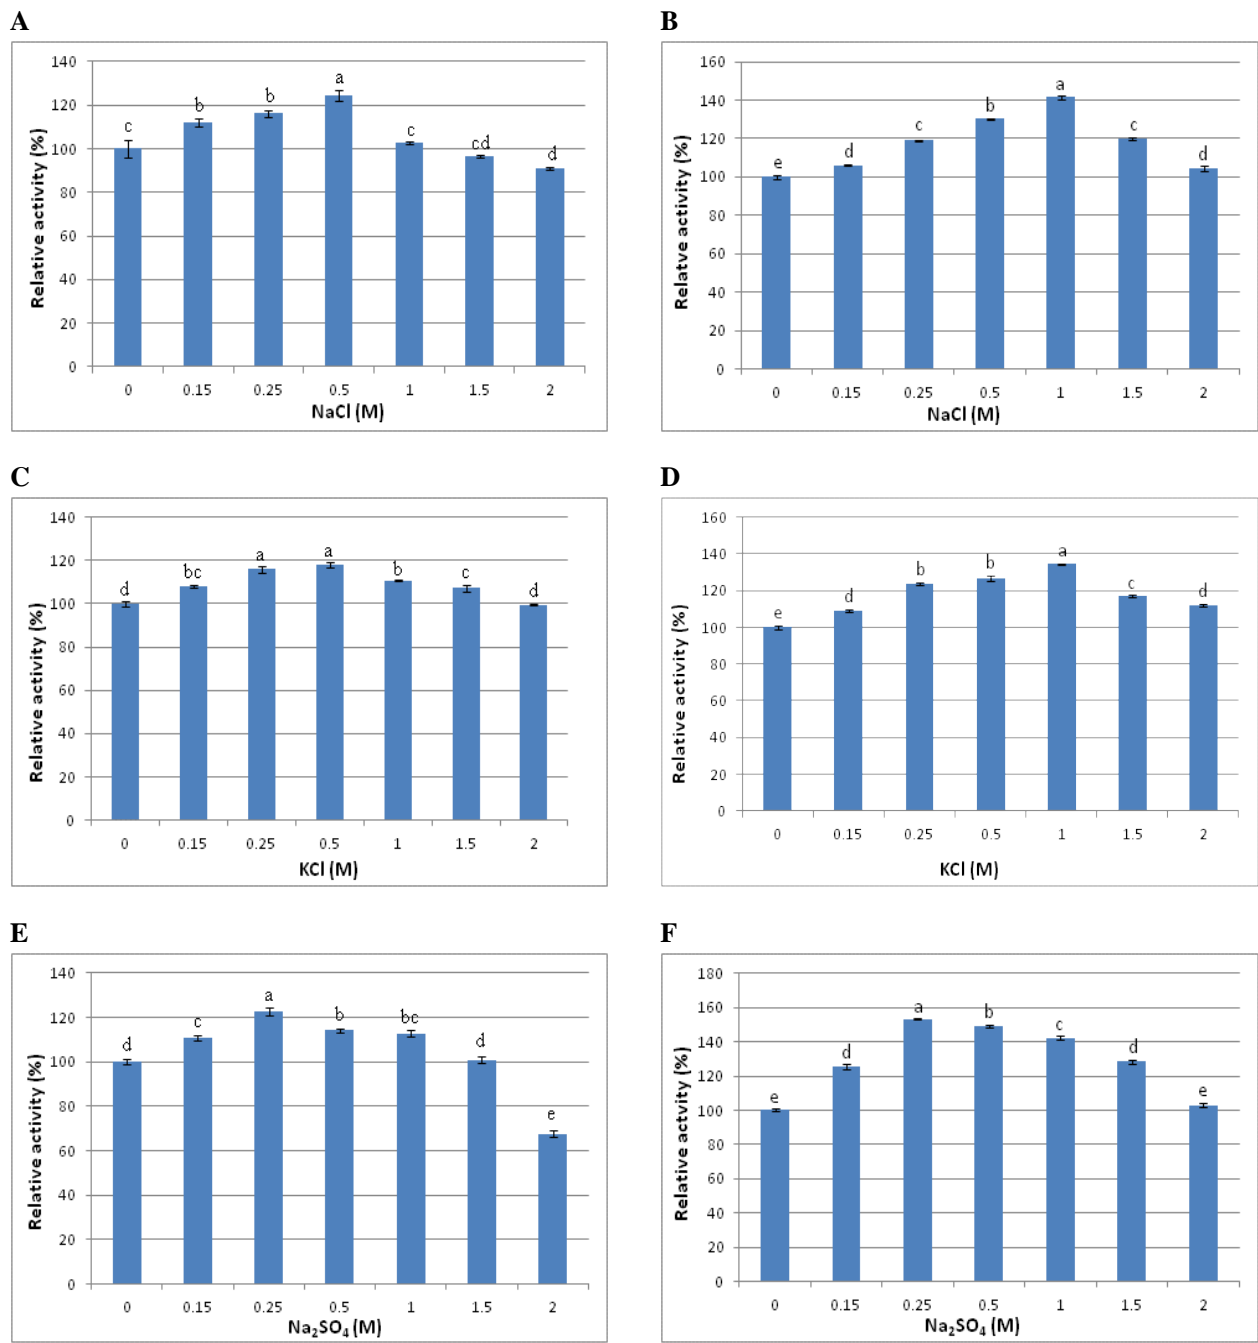 A
140
120
100
80
60
40
20
0
Relative activity (%)
c
b
b
a
c
cd
d
0 0.15 0.25 0.5 1 1.5 2
NaCl (M)
B
160
140
120
100
80
60
40
20
0
Relatve activity (%)
e
d
c
b
a
c
d
0 0.15 0.25 0.5 1 1.5 2
NaCl (M)
C
140
120
100
80
60
40
20
0
Relative activity (%)
d
bc
a
a
b
c
d
0 0.15 0.25 0.5 1 1.5 2
KCl (M)
D
160
140
120
100
80
60
40
20
0
Relative activity (%)
e
d
b
b
a
c
d
0 0.15 0.25 0.5 1 1.5 2
KCl (M)
E
140
120
100
80
60
40
20
0
Relative activity (%)
d
c
a
b
bc
d
e
0 0.15 0.25 0.5 1 1.5 2
Na₂SO₄ (M)
F
180
160
140
120
100
80
60
40
20
0
Relative actvity (%)
e
d
a
b
c
d
e
0 0.15 0.25 0.5 1 1.5 2
Na₂SO₄ (M)